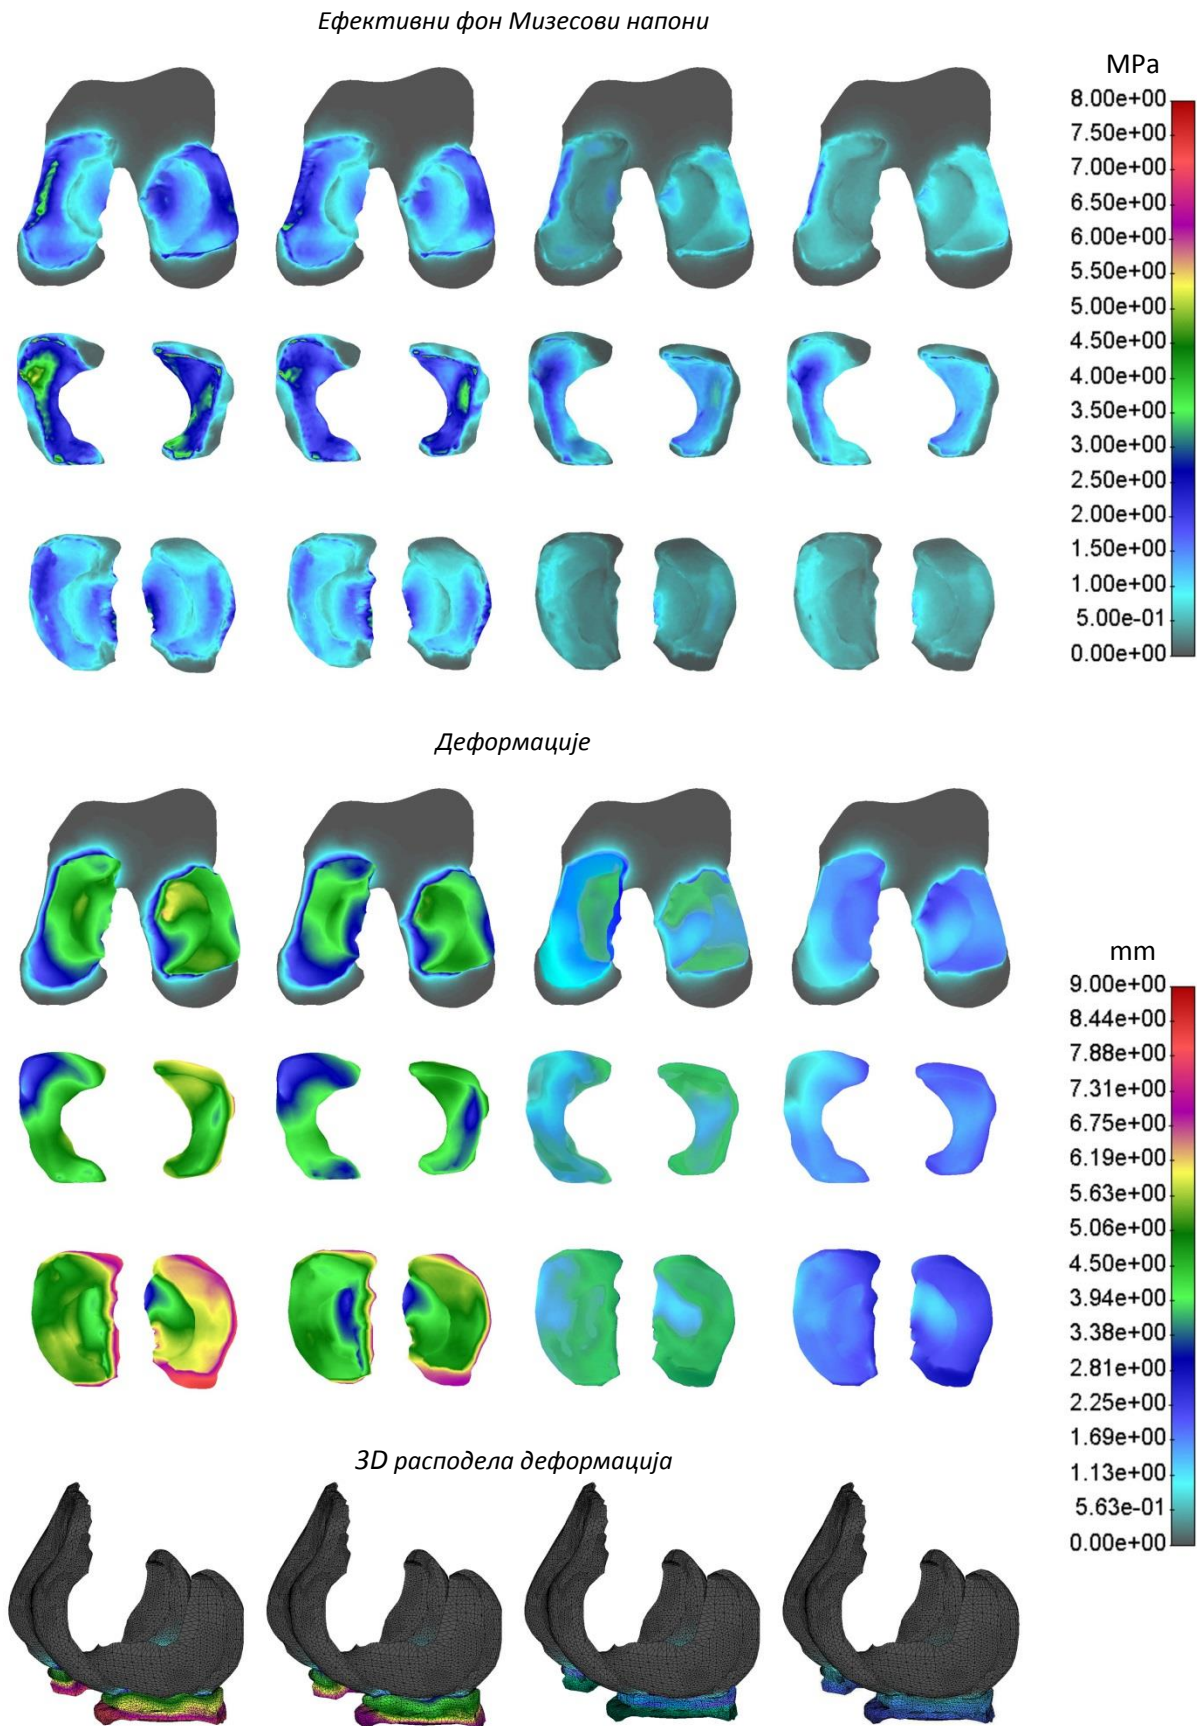 Ефективни фон Мизесови напони
MPa
8.00e+00
7.50e+00
7.00e+00
6.50e+00
6.00e+00
5.50e+00
5.00e+00
4.50e+00
4.00e+00
3.50e+00
3.00e+00
2.50e+00
2.00e+00
1.50e+00
1.00e+00
5.00e-01
0.00e+00
Деформације
mm
9.00e+00
8.44e+00
7.88e+00
7.31e+00
6.75e+00
6.19e+00
5.63e+00
5.06e+00
4.50e+00
3.94e+00
3.38e+00
2.81e+00
2.25e+00
1.69e+00
1.13e+00
5.63e-01
0.00e+00
3D расподела деформација